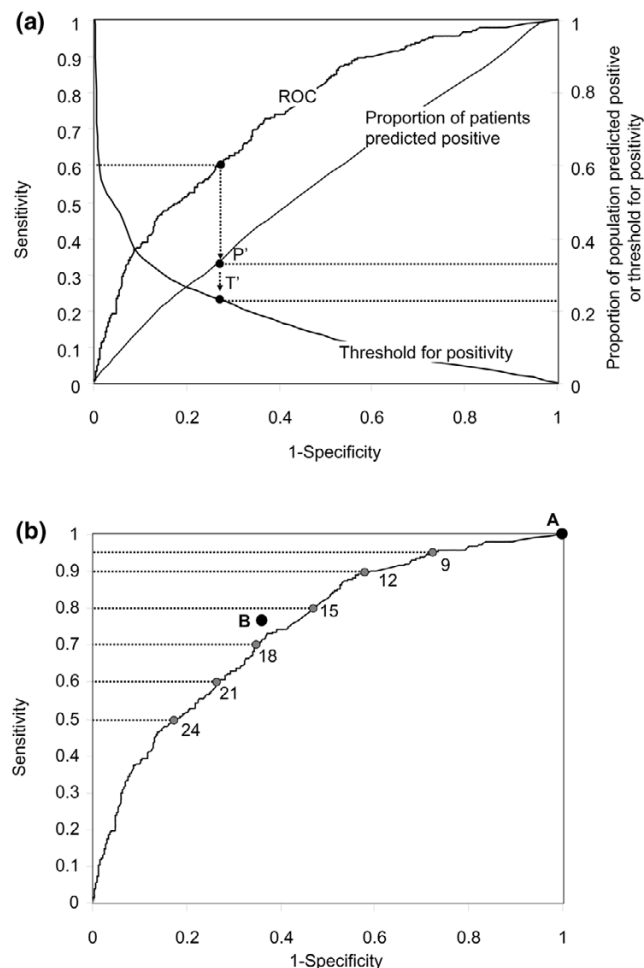 (a)
1
0.9
0.8
0.7
0.6
0.5
0.4
0.3
0.2
0.1
0
Sensitivity
ROC
Proportion of patients
predicted positive
P'
T'
Threshold for positivity
1
0.8
0.6
0.4
0.2
0
Proportion of population predicted positive
or threshold for positivity
0 0.2 0.4 0.6 0.8 1
1-Specificity
(b)
1
0.9
0.8
0.7
0.6
0.5
0.4
0.3
0.2
0.1
0
Sensitivity
A
9
12
15
B
18
21
24
0 0.2 0.4 0.6 0.8 1
1-Specificity